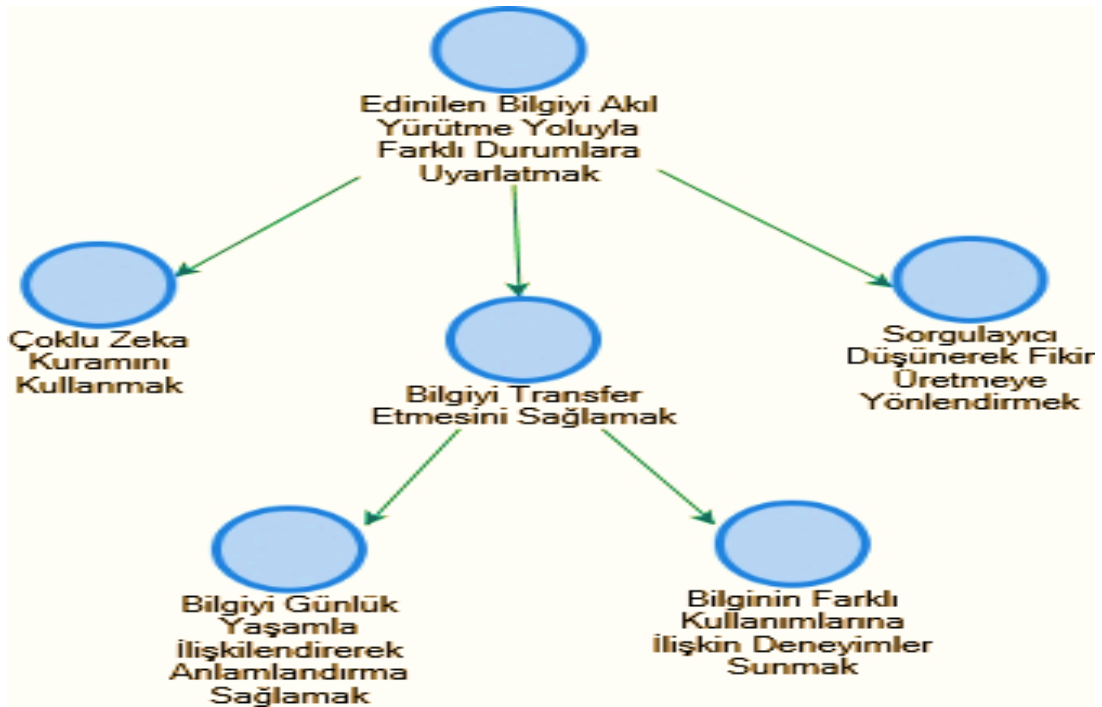 Edinilen Bilgiyi Akıl
Yürütme Yoluyla
Farklı Durumlara
Uyarlatmak
Çoklu Zeka
Kuramını
Kullanmak
Bilgiyi Transfer
Etmesini Sağlamak
Sorgulayıcı
Düşünerek Fikir
Üretmeye
Yönlendirmek
Bilgiyi Günlük
Yaşamla
İlişkilendirerek
Anlamlandırma
Sağlamak
Bilginin Farklı
Kullanımlarına
İlişkin Deneyimler
Sunmak